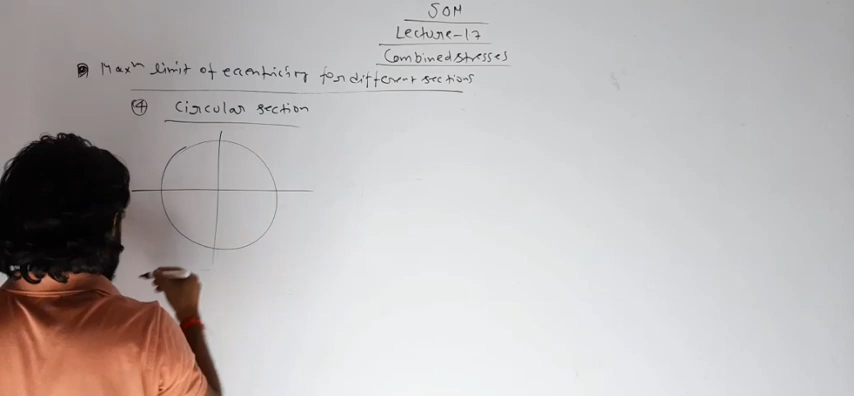 SOM
Lecture-17
Combined stresses
Maxᵐ limit of eccentricity for different sections
④ Circular section